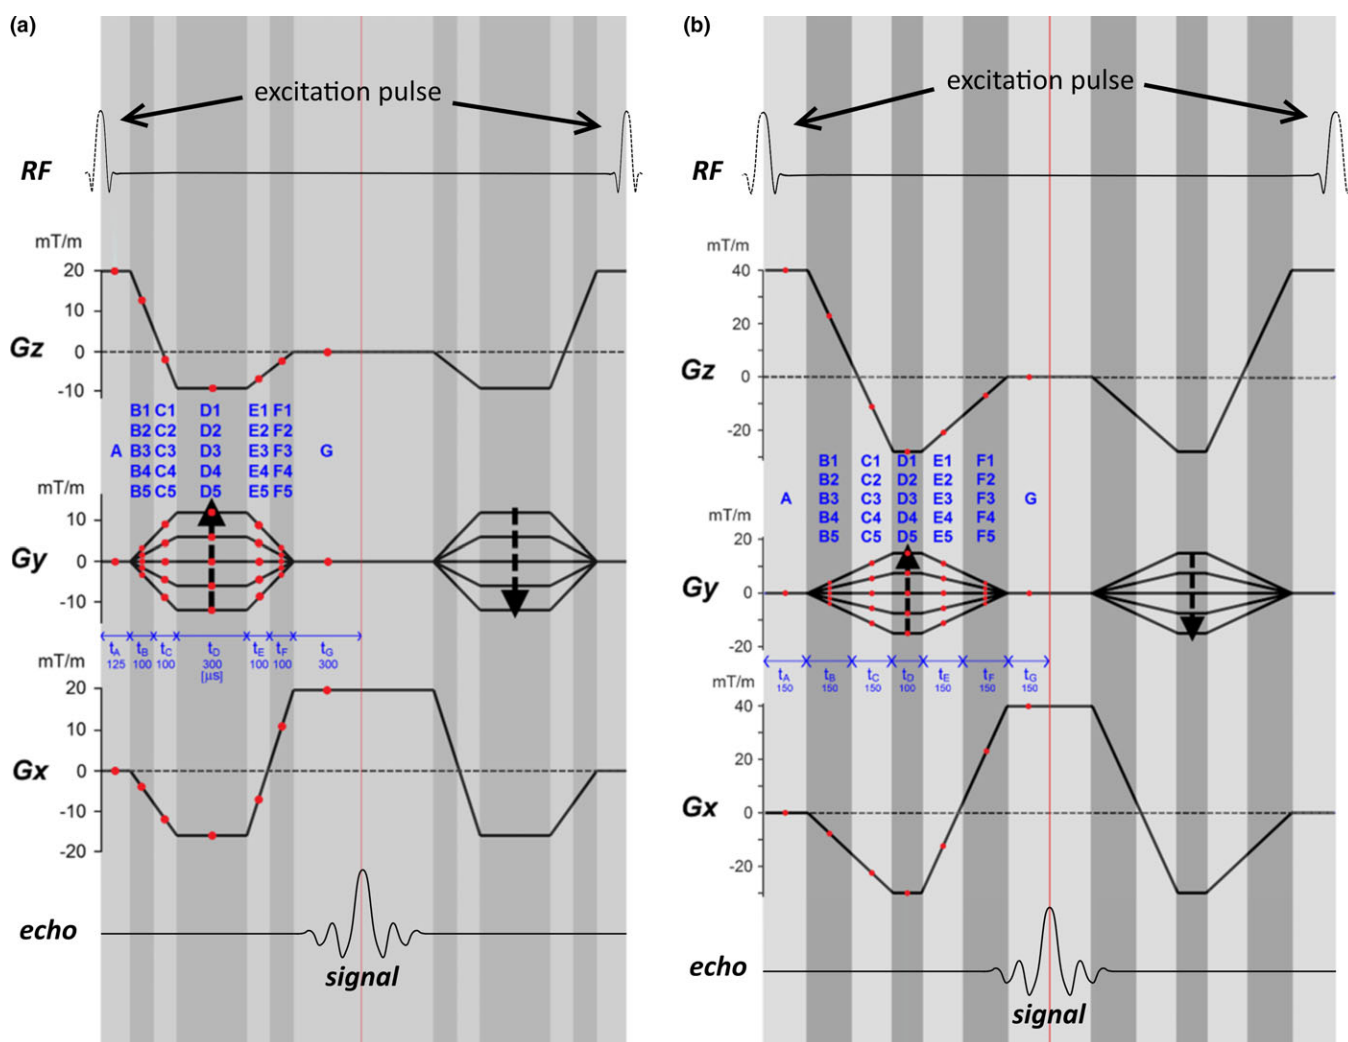 (a)
excitation pulse
RF
mT/m
20
0
-10
Gz
B1 C1 D1 E1 F1
B2 C2 D2 E2 F2
A B3 C3 D3 E3 F3 G
B4 C4 D4 E4 F4
B5 C5 D5 E5 F5
mT/m
10
0
-10
Gy
tA tB tC tD tE tF tG
125 100 100 300 100 100 300
[µs]
mT/m
20
10
0
-10
-20
Gx
echo
signal
(b)
excitation pulse
RF
mT/m
40
20
0
-20
Gz
B1 C1 D1 E1 F1
B2 C2 D2 E2 F2
A B3 C3 D3 E3 F3 G
B4 C4 D4 E4 F4
B5 C5 D5 E5 F5
mT/m
20
0
-20
Gy
tA tB tC tD tE tF tG
150 150 150 100 150 150 150
mT/m
40
20
0
-20
Gx
echo
signal